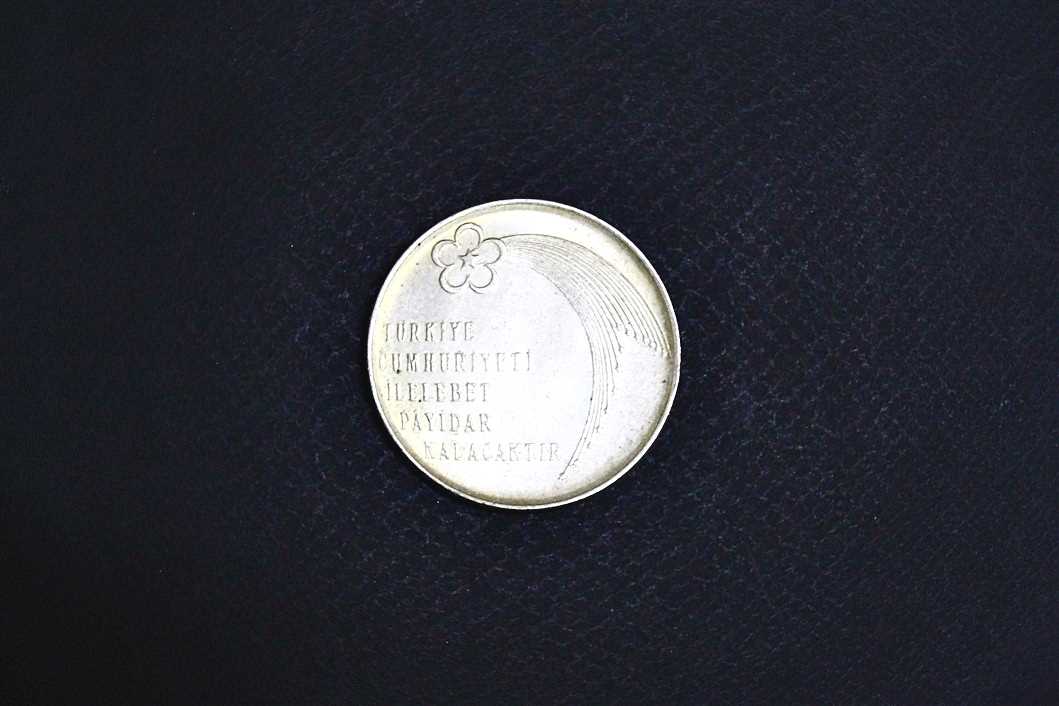 TÜRKİYE
CUMHURİYETİ
İLELEBET
PAYİDAR
KALACAKTIR